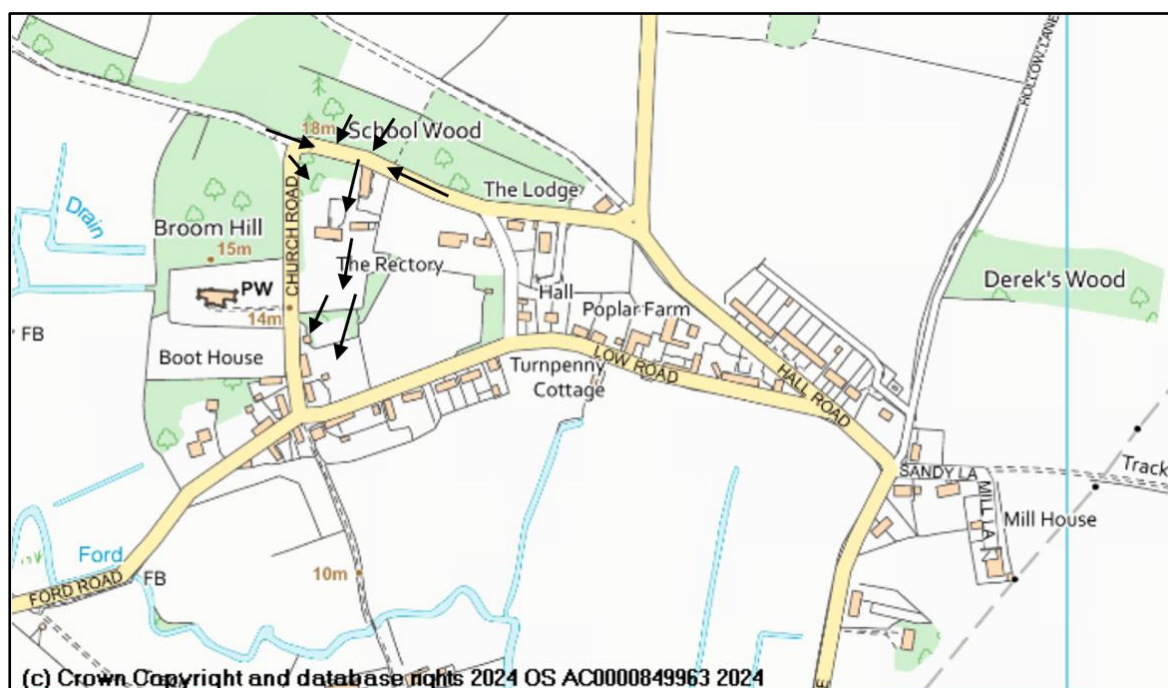 HOLLOW LANE
18m
School Wood
The Lodge
Drain
Broom Hill
15m
CHURCH ROAD
The Rectory
Derek's Wood
PW
Hall
14m
Poplar Farm
FB
Boot House
Turnpenny
Cottage
LOW ROAD
HALL ROAD
SANDY LA
Track
MILL LA
Mill House
Ford
10m
FORD ROAD
FB
(c) Crown Copyright and database rights 2024 OS AC0000849963 2024